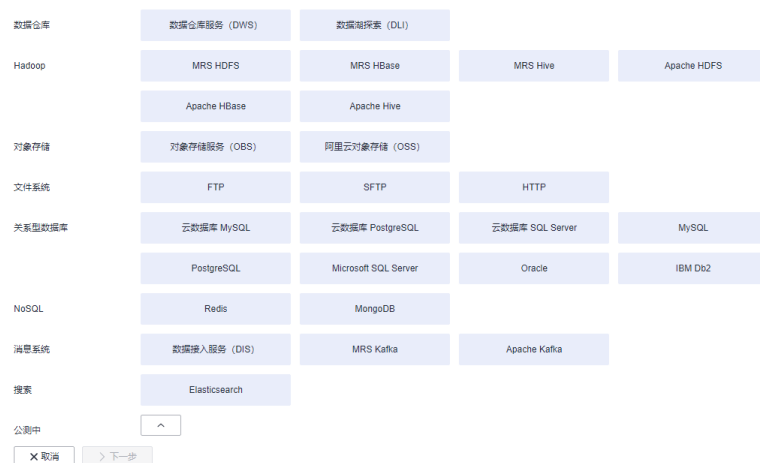 数据仓库 数据仓库服务（DWS） 数据湖探索（DLI）
Hadoop MRS HDFS MRS HBase MRS Hive Apache HDFS
Apache HBase Apache Hive
对象存储 对象存储服务（OBS） 阿里云对象存储（OSS）
文件系统 FTP SFTP HTTP
关系型数据库 云数据库 MySQL 云数据库 PostgreSQL 云数据库 SQL Server MySQL
PostgreSQL Microsoft SQL Server Oracle IBM Db2
NoSQL Redis MongoDB
消息系统 数据接入服务（DIS） MRS Kafka Apache Kafka
搜索 Elasticsearch
公测中
取消 下一步